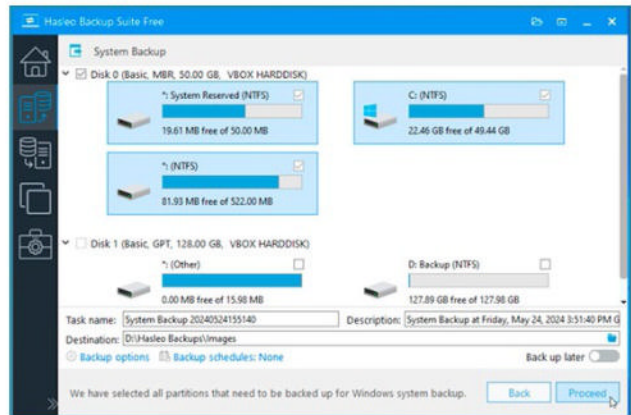 Hasleo Backup Suite Free
System Backup
Disk 0 (Basic, MBR, 50.00 GB, VBOX HARDDISK)
*: System Reserved (NTFS)
19.61 MB free of 50.00 MB
C: (NTFS)
22.46 GB free of 49.44 GB
*: (NTFS)
81.93 MB free of 522.00 MB
Disk 1 (Basic, GPT, 128.00 GB, VBOX HARDDISK)
*: (Other)
0.00 MB free of 15.98 MB
D: Backup (NTFS)
127.89 GB free of 127.98 GB
Task name: System Backup 20240524155140
Description: System Backup at Friday, May 24, 2024 3:51:40 PM G
Destination: D:\Hasleo Backups\Images
Backup options Backup schedules: None
Back up later
We have selected all partitions that need to be backed up for Windows system backup.
Back
Proceed